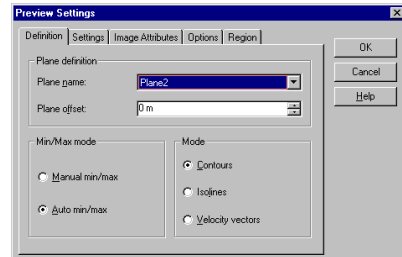 Preview Settings
Definition Settings Image Attributes Options Region
OK
Cancel
Help
Plane definition
Plane name: Plane2
Plane offset: 0 m
Min/Max mode
Manual min/max
Auto min/max
Mode
Contours
Isolines
Velocity vectors